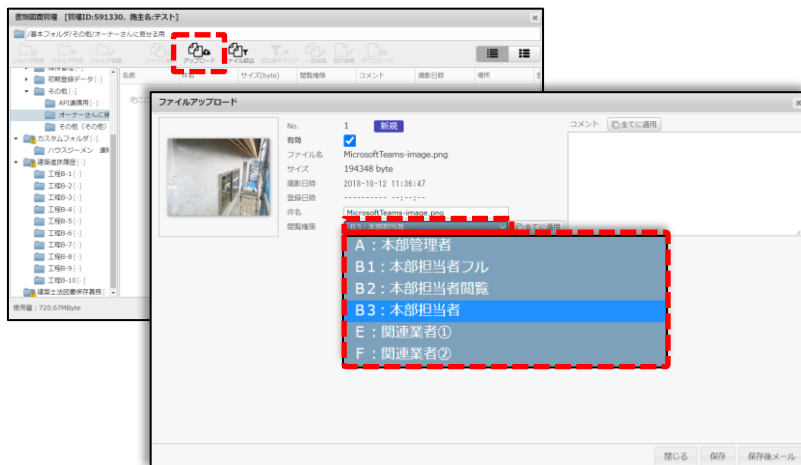 書類図面管理 [管理ID:591330、施主名:テスト]
/基本フォルダ/その他/オーナーさんに見せる用
アップロード
名前 件名 サイズ(byte) 閲覧権限 コメント 撮影日時 場所
初期登録データ[-]
その他[-]
API連携用[-]
オーナーさんに見
その他(その他)
カスタムフォルダ[-]
ハウスジーメン
建築進捗履歴[-]
工程B-1[-]
工程B-2[-]
工程B-3[-]
工程B-4[-]
工程B-5[-]
工程B-6[-]
工程B-7[-]
工程B-8[-]
工程B-9[-]
工程B-10[-]
建築士法図書保存義務[-]
使用量:720.67MByte
ファイルアップロード
No. 1 新規
有効
ファイル名 MicrosoftTeams-image.png
サイズ 194348 byte
撮影日時 2018-10-12 11:36:47
登録日時 ---------- --:--:--
件名 MicrosoftTeams-image.png
閲覧権限 B3:本部担当者 全てに適用
A:本部管理者
B1:本部担当者フル
B2:本部担当者閲覧
B3:本部担当者
E:関連業者①
F:関連業者②
コメント 全てに適用
閉じる 保存 保存後メール